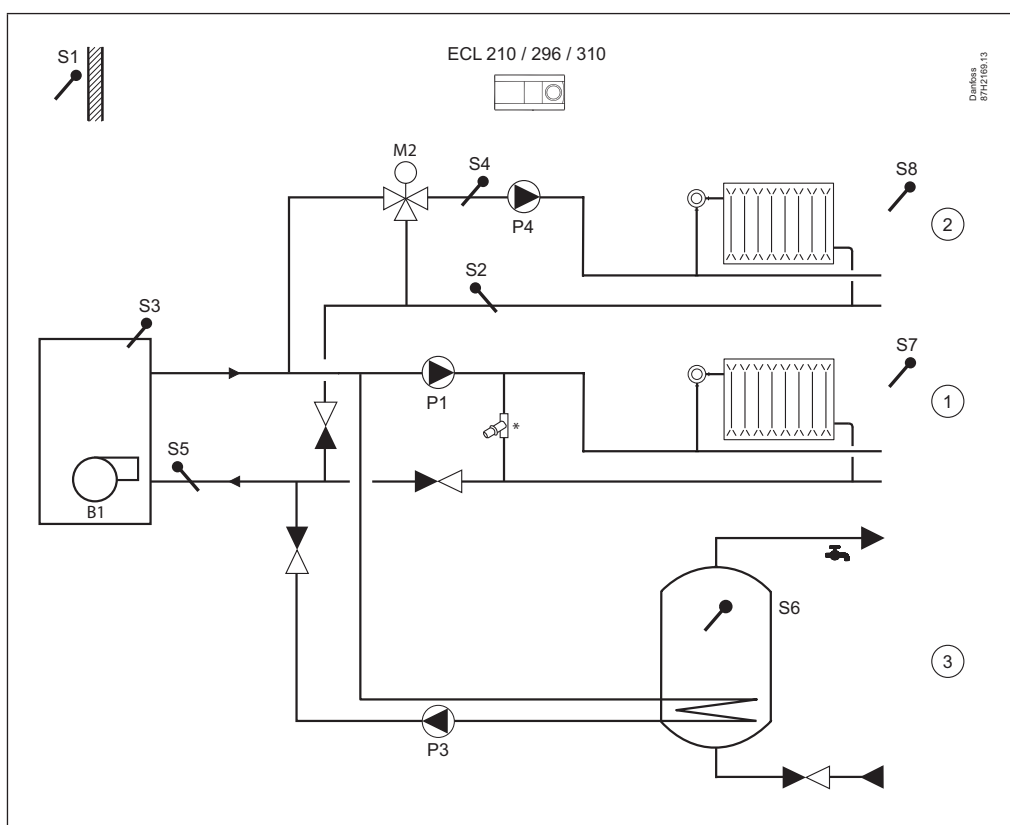 S1
ECL 210 / 296 / 310
Danfoss
87H2169.13
M2
S4
S8
P4
2
S2
S3
S7
P1
1
*
S5
B1
S6
3
P3